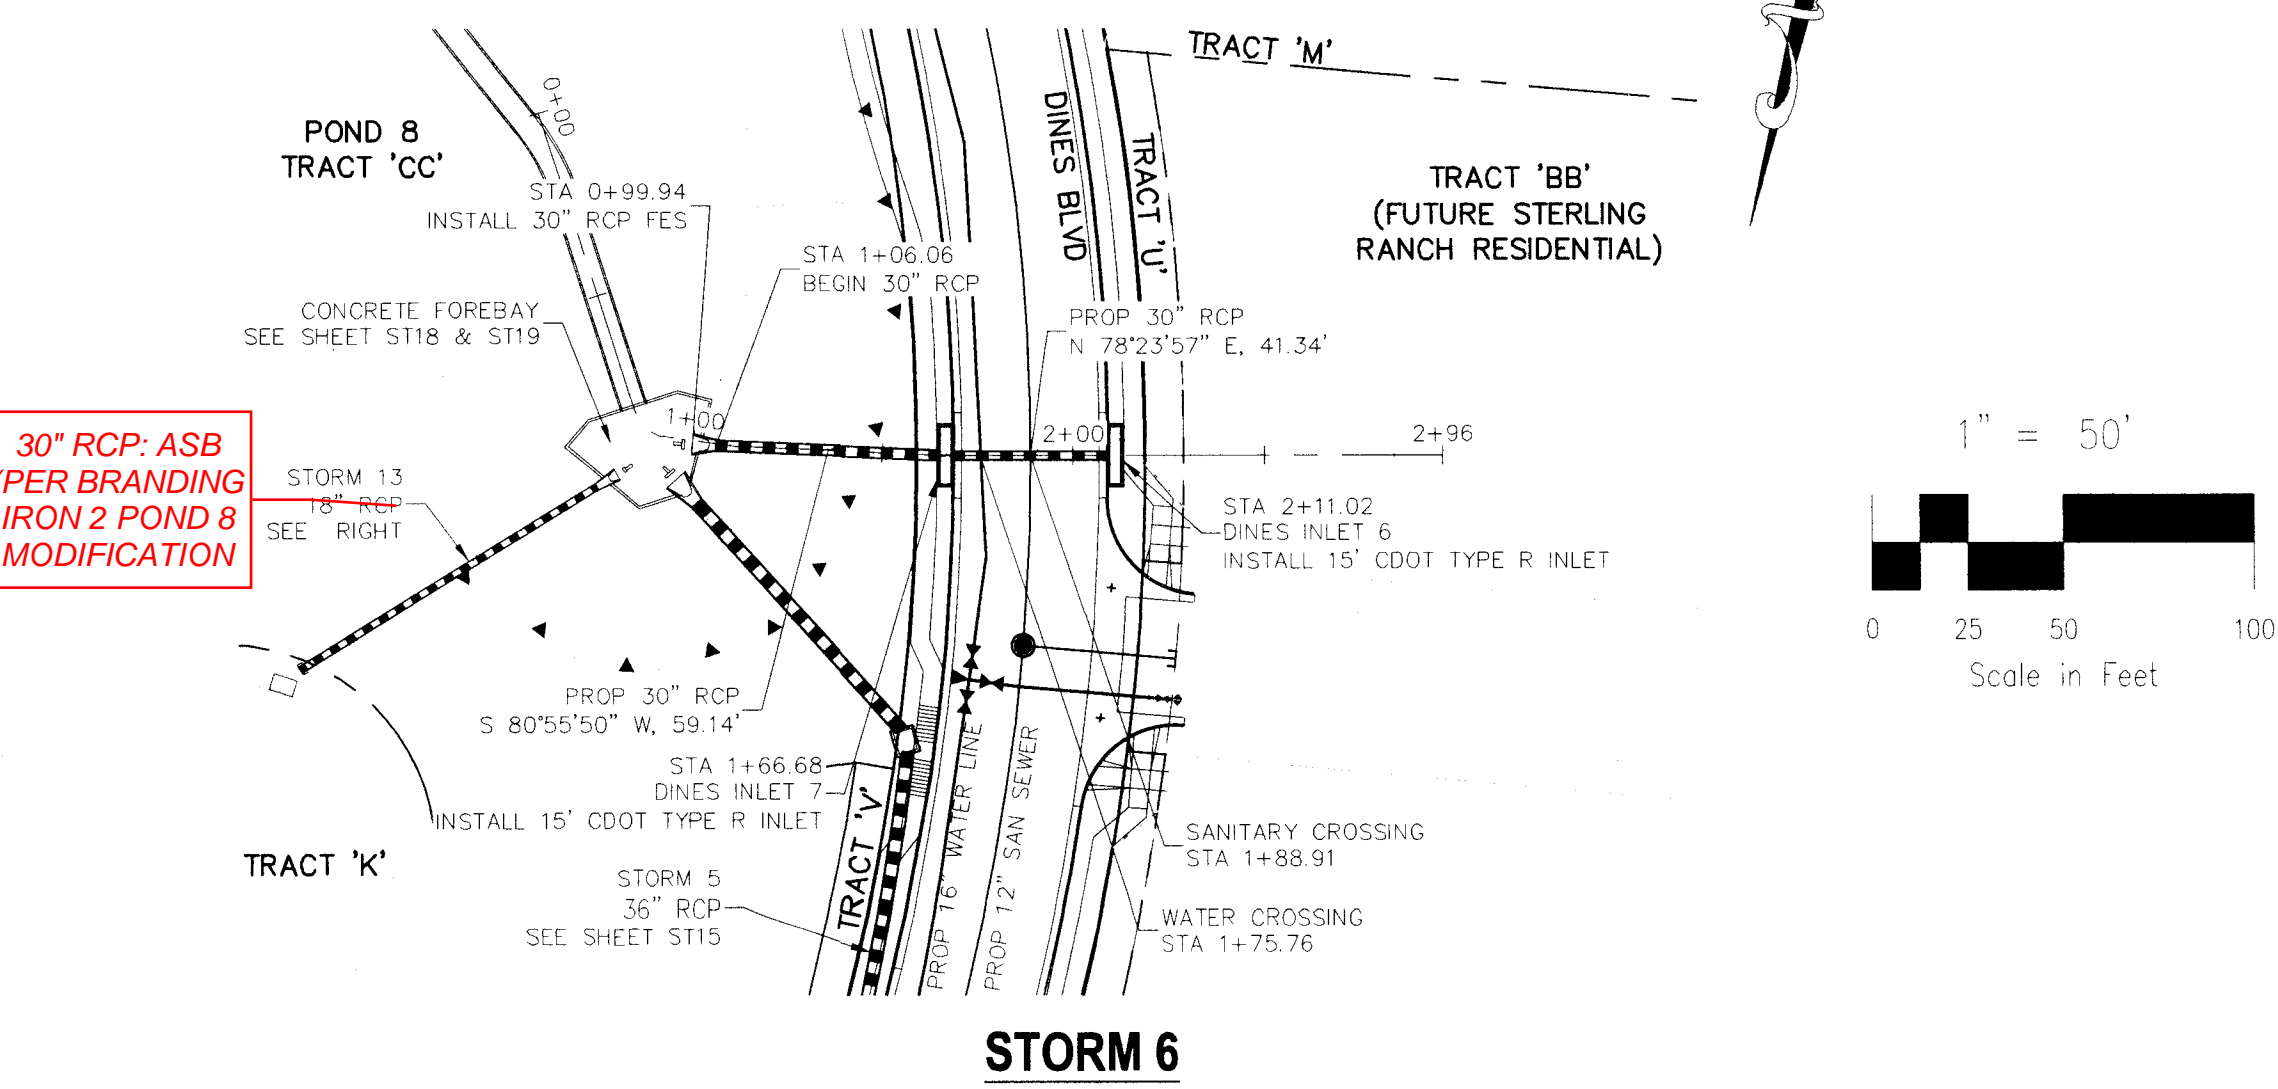 TRACT 'M'
0+00
POND 8
TRACT 'CC'
DINES BLVD
TRACT 'U'
TRACT 'BB'
(FUTURE STERLING
RANCH RESIDENTIAL)
STA 0+99.94
INSTALL 30" RCP FES
STA 1+06.06
BEGIN 30" RCP
CONCRETE FOREBAY
SEE SHEET ST18 & ST19
PROP 30" RCP
N 78°23'57" E, 41.34'
1+00
2+00
2+96
1" = 50'
30" RCP: ASB
(PER BRANDING
IRON 2 POND 8
MODIFICATION
STORM 13
18" RCP
SEE RIGHT
STA 2+11.02
DINES INLET 6
INSTALL 15' CDOT TYPE R INLET
0 25 50 100
Scale in Feet
PROP 30" RCP
S 80°55'50" W, 59.14'
STA 1+66.68
DINES INLET 7
INSTALL 15' CDOT TYPE R INLET
TRACT 'K'
TRACT 'V'
PROP 16" WATER LINE
PROP 12" SAN SEWER
SANITARY CROSSING
STA 1+88.91
STORM 5
36" RCP
SEE SHEET ST15
WATER CROSSING
STA 1+75.76
STORM 6